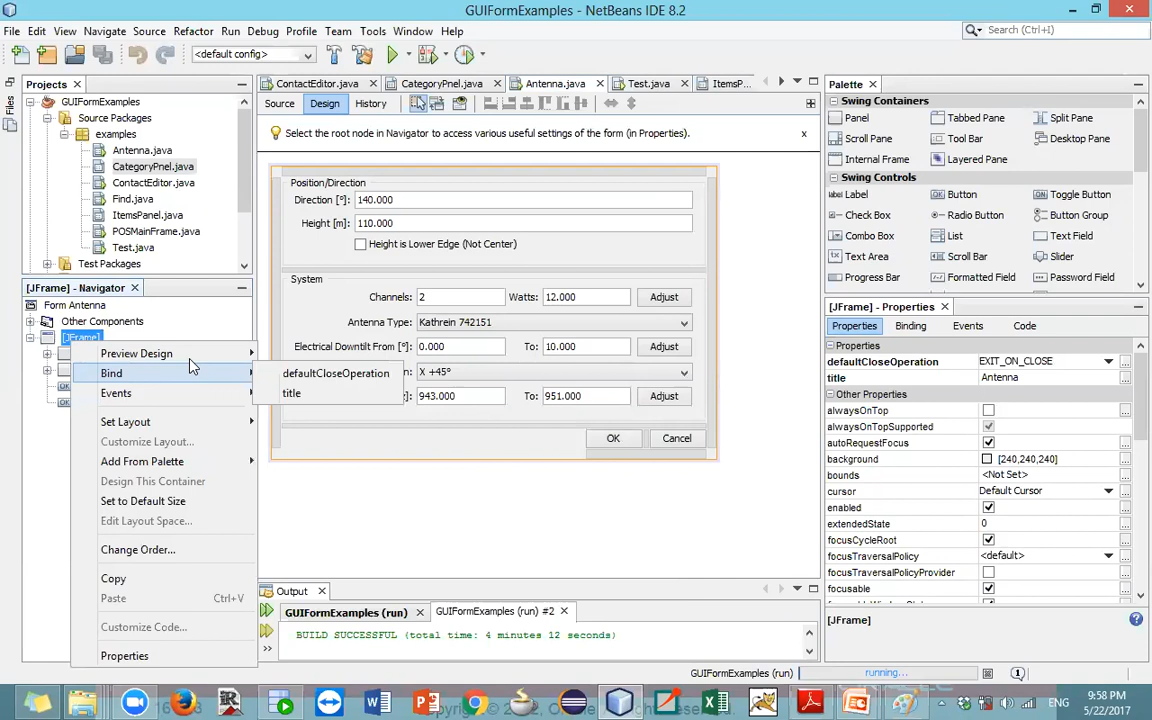 GUIFormExamples - NetBeans IDE 8.2
File Edit View Navigate Source Refactor Run Debug Profile Team Tools Window Help
Search (Ctrl+I)
<default config>
Files
Projects
GUIFormExamples
Source Packages
examples
Antenna.java
CategoryPnel.java
ContactEditor.java
Find.java
ItemsPanel.java
POSMainFrame.java
Test.java
Test Packages
[JFrame] - Navigator
Form Antenna
Other Components
[JFrame]
Preview Design
Bind
Events
Set Layout
Customize Layout...
Add From Palette
Design This Container
Set to Default Size
Edit Layout Space...
Change Order...
Copy
Paste Ctrl+V
Customize Code...
Properties
defaultCloseOperation
title
ContactEditor.java CategoryPnel.java Antenna.java Test.java ItemsP...
Source Design History
Select the root node in Navigator to access various useful settings of the form (in Properties). x
Position/Direction
Direction [°]: 140.000
Height [m]: 110.000
Height is Lower Edge (Not Center)
System
Channels: 2 Watts: 12.000 Adjust
Antenna Type: Kathrein 742151
Electrical Downtilt From [°]: 0.000 To: 10.000 Adjust
n: X +45°
]: 943.000 To: 951.000 Adjust
OK Cancel
Output
GUIFormExamples (run) GUIFormExamples (run) #2
BUILD SUCCESSFUL (total time: 4 minutes 12 seconds)
Palette
Swing Containers
Panel Tabbed Pane Split Pane
Scroll Pane Tool Bar Desktop Pane
Internal Frame Layered Pane
Swing Controls
Label Button Toggle Button
Check Box Radio Button Button Group
Combo Box List Text Field
Text Area Scroll Bar Slider
Progress Bar Formatted Field Password Field
[JFrame] - Properties
Properties Binding Events Code
Properties
defaultCloseOperation EXIT_ON_CLOSE
title Antenna
Other Properties
alwaysOnTop
alwaysOnTopSupported
autoRequestFocus
background [240,240,240]
bounds <Not Set>
cursor Default Cursor
enabled
extendedState 0
focusCycleRoot
focusTraversalPolicy <default>
focusTraversalPolicyProvider
focusable
[JFrame]
GUIFormExamples (run) running...
9:58 PM
ENG
5/22/2017